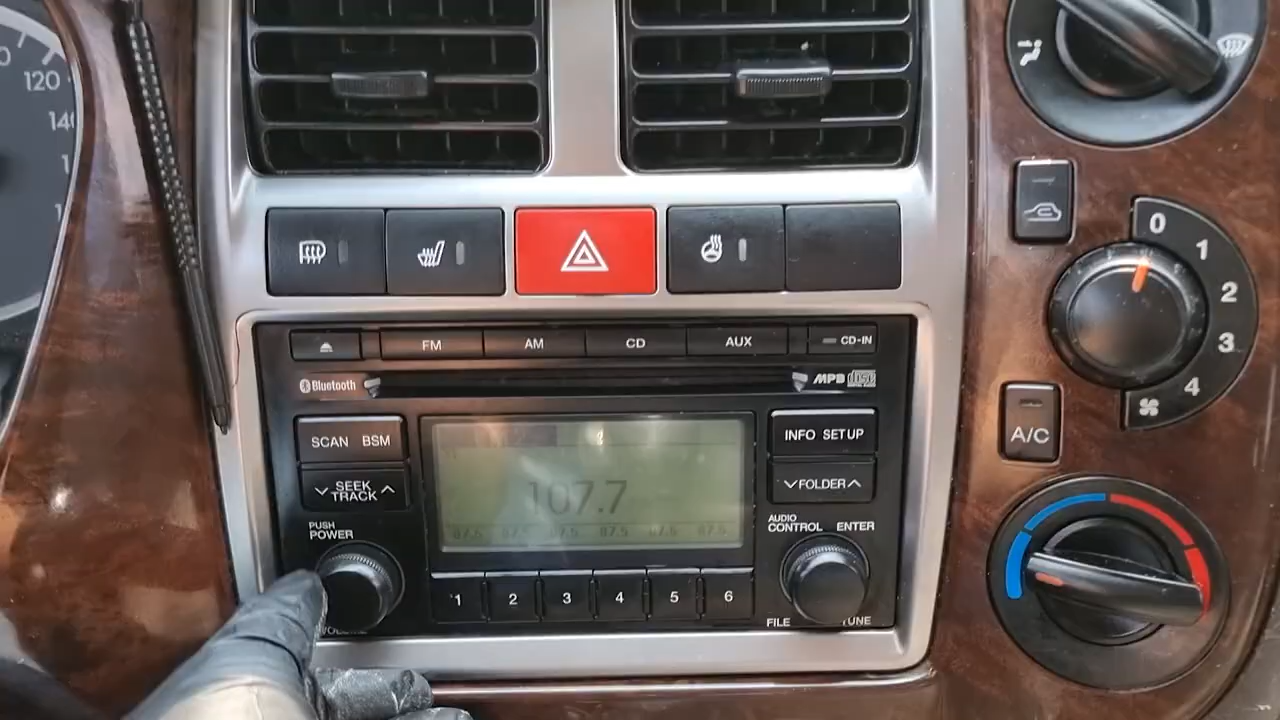 120
140
0
1
2
3
4
A/C
FM AM CD AUX CD-IN
Bluetooth
MP3
SCAN BSM
SEEK
TRACK
INFO SETUP
FOLDER
107.7
87.5 87.5 87.5 87.5 87.5 87.5
PUSH
POWER
VOLUME
AUDIO
CONTROL ENTER
1 2 3 4 5 6
FILE TUNE